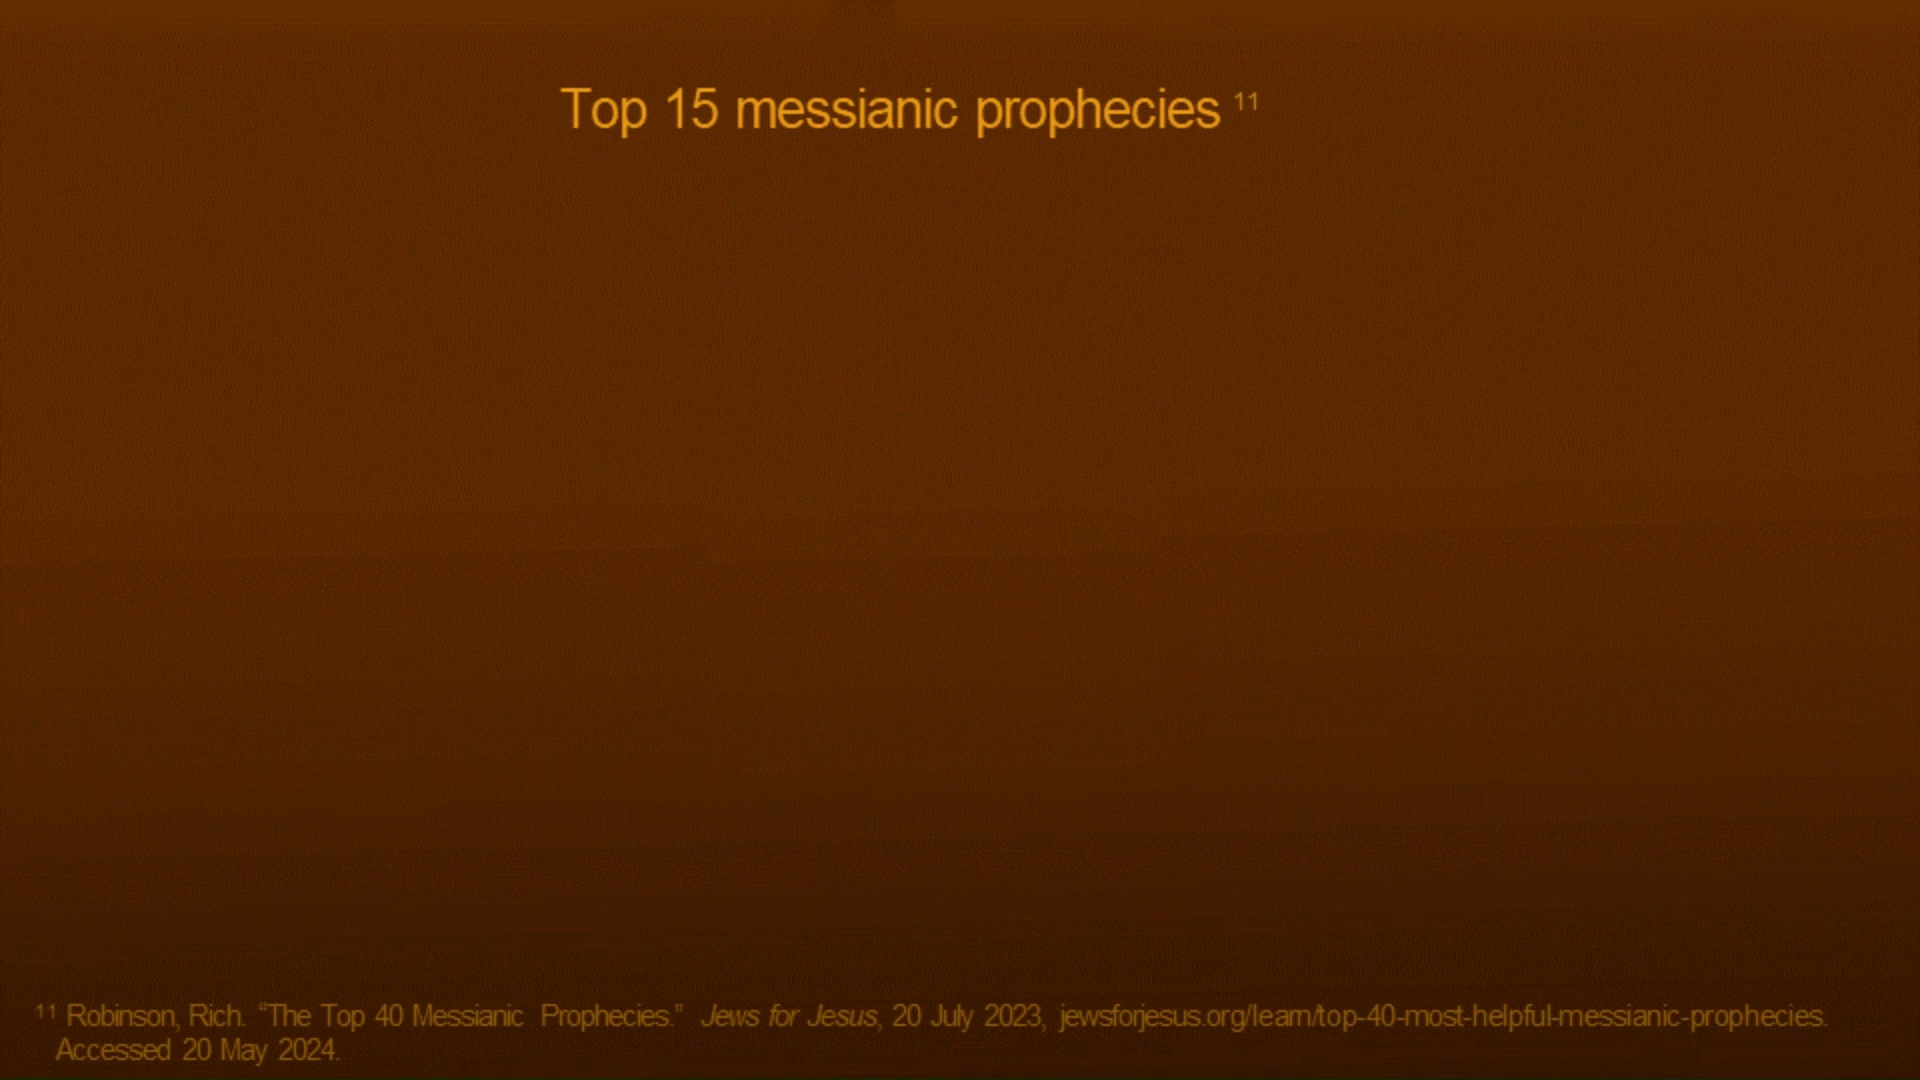 Top 15 messianic prophecies ¹¹
¹¹ Robinson, Rich. “The Top 40 Messianic Prophecies.” Jews for Jesus, 20 July 2023, jewsforjesus.org/learn/top-40-most-helpful-messianic-prophecies.
Accessed 20 May 2024.